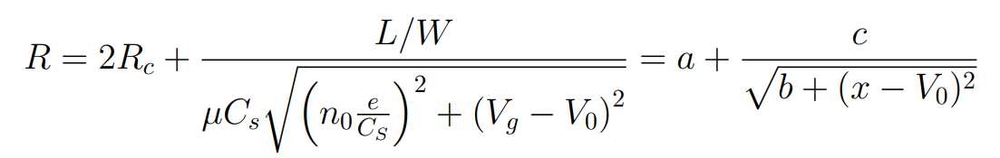 R = 2R_c + \frac{L/W}{\mu C_s \sqrt{\left(n_0 \frac{e}{C_S}\right)^2 + (V_g - V_0)^2}} = a + \frac{c}{\sqrt{b + (x - V_0)^2}}